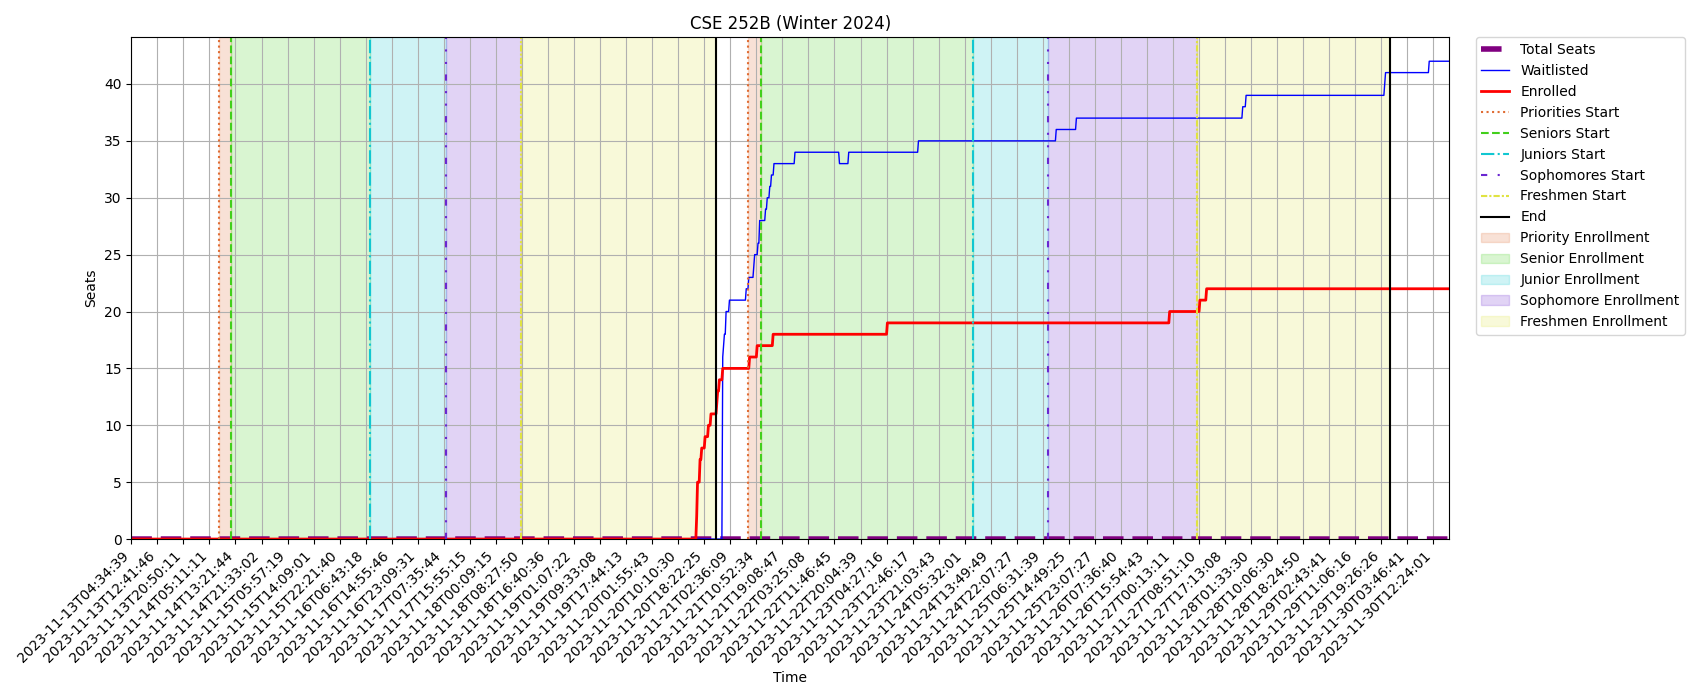 CSE 252B (Winter 2024)
Seats
40
35
30
25
20
15
10
5
0
2023-11-13T04:34:39
2023-11-13T12:41:46
2023-11-13T20:50:11
2023-11-14T05:11:11
2023-11-14T13:21:44
2023-11-14T21:33:02
2023-11-15T05:57:19
2023-11-15T14:09:01
2023-11-15T22:21:40
2023-11-16T06:43:18
2023-11-16T14:55:46
2023-11-16T23:09:31
2023-11-17T07:35:44
2023-11-17T15:55:15
2023-11-18T00:09:15
2023-11-18T08:27:50
2023-11-18T16:40:36
2023-11-19T01:07:22
2023-11-19T09:33:08
2023-11-19T17:44:13
2023-11-20T01:55:43
2023-11-20T10:10:30
2023-11-20T18:22:25
2023-11-21T02:36:09
2023-11-21T10:52:34
2023-11-21T19:08:47
2023-11-22T03:25:08
2023-11-22T11:46:45
2023-11-22T20:04:39
2023-11-23T04:27:16
2023-11-23T12:46:17
2023-11-23T21:03:43
2023-11-24T05:32:01
2023-11-24T13:49:49
2023-11-24T22:07:27
2023-11-25T06:31:39
2023-11-25T14:49:25
2023-11-25T23:07:27
2023-11-26T07:36:40
2023-11-26T15:54:43
2023-11-27T00:13:11
2023-11-27T08:51:10
2023-11-27T17:13:08
2023-11-28T01:33:30
2023-11-28T10:06:30
2023-11-28T18:24:50
2023-11-29T02:43:41
2023-11-29T11:06:16
2023-11-29T19:26:26
2023-11-30T03:46:41
2023-11-30T12:24:01
Time
Total Seats
Waitlisted
Enrolled
Priorities Start
Seniors Start
Juniors Start
Sophomores Start
Freshmen Start
End
Priority Enrollment
Senior Enrollment
Junior Enrollment
Sophomore Enrollment
Freshmen Enrollment